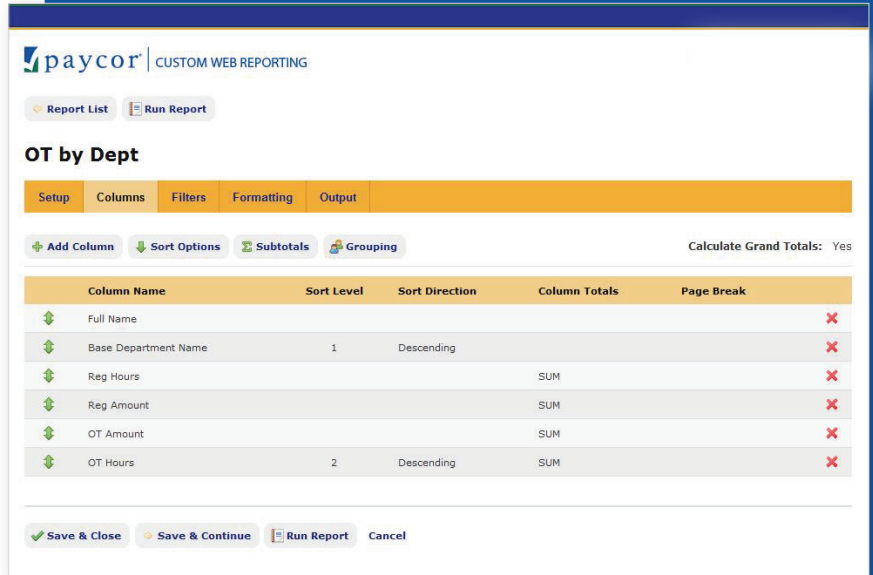 paycor CUSTOM WEB REPORTING
Report List Run Report
OT by Dept
Setup Columns Filters Formatting Output
Add Column Sort Options Subtotals Grouping Calculate Grand Totals: Yes
Column Name Sort Level Sort Direction Column Totals Page Break
Full Name
Base Department Name 1 Descending
Reg Hours SUM
Reg Amount SUM
OT Amount SUM
OT Hours 2 Descending SUM
Save & Close Save & Continue Run Report Cancel